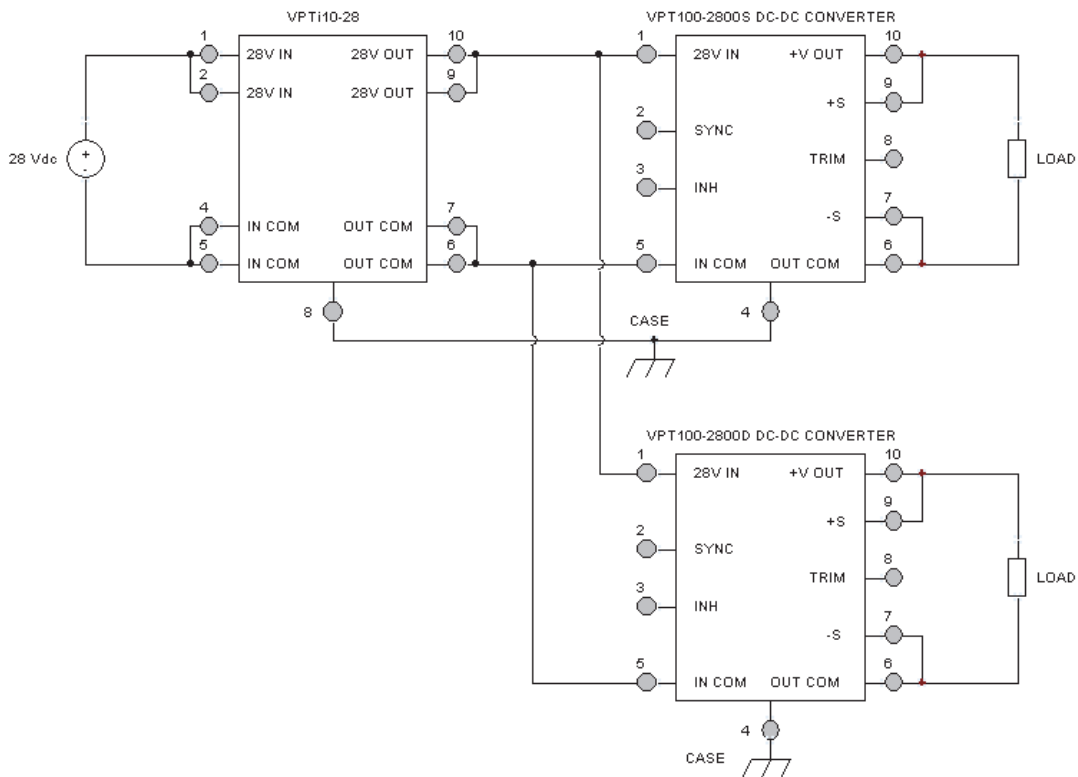 VPTi10-28
1
28V IN
28V OUT
10
2
28V IN
28V OUT
9
28 Vdc
+
-
4
IN COM
OUT COM
7
5
IN COM
OUT COM
6
8
CASE
VPT100-2800S DC-DC CONVERTER
1
28V IN
+V OUT
10
+S
9
2
SYNC
TRIM
8
3
INH
-S
7
5
IN COM
OUT COM
6
4
LOAD
VPT100-2800D DC-DC CONVERTER
1
28V IN
+V OUT
10
+S
9
2
SYNC
TRIM
8
3
INH
-S
7
5
IN COM
OUT COM
6
4
CASE
LOAD